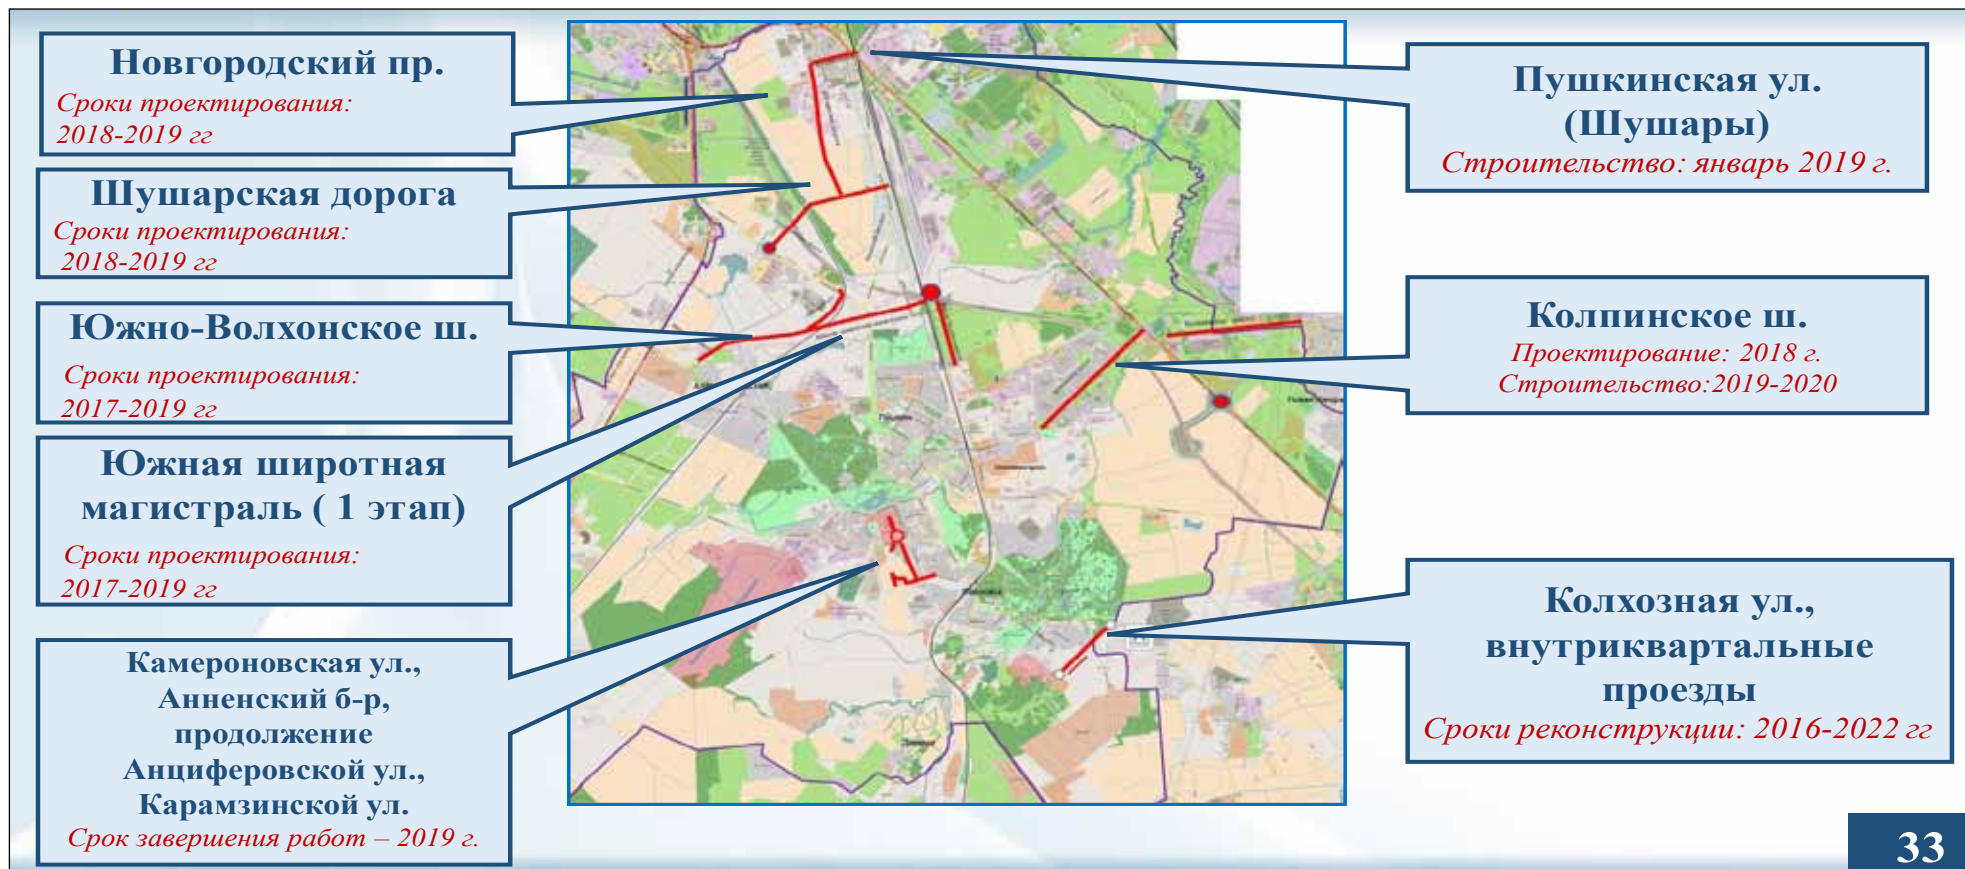 Новгородский пр.
Сроки проектирования:
2018-2019 гг
Шушарская дорога
Сроки проектирования:
2018-2019 гг
Южно-Волхонское ш.
Сроки проектирования:
2017-2019 гг
Южная широтная
магистраль ( 1 этап)
Сроки проектирования:
2017-2019 гг
Камероновская ул.,
Анненский б-р,
продолжение
Анциферовской ул.,
Карамзинской ул.
Срок завершения работ – 2019 г.
Пушкинская ул.
(Шушары)
Строительство: январь 2019 г.
Колпинское ш.
Проектирование: 2018 г.
Строительство:2019-2020
Колхозная ул.,
внутриквартальные
проезды
Сроки реконструкции: 2016-2022 гг
33